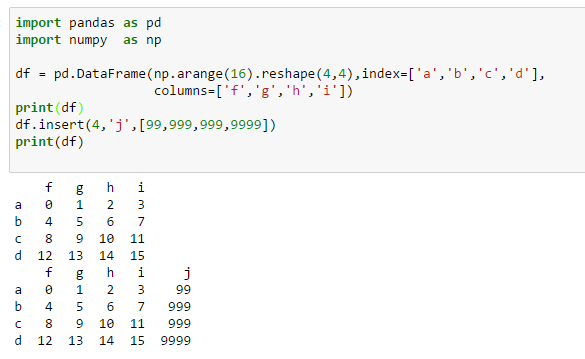 import pandas as pd
import numpy  as np

df = pd.DataFrame(np.arange(16).reshape(4,4),index=['a','b','c','d'],
                  columns=['f','g','h','i'])
print(df)
df.insert(4,'j',[99,999,999,9999])
print(df)

    f   g   h   i
a   0   1   2   3
b   4   5   6   7
c   8   9  10  11
d  12  13  14  15
    f   g   h   i     j
a   0   1   2   3    99
b   4   5   6   7   999
c   8   9  10  11   999
d  12  13  14  15  9999